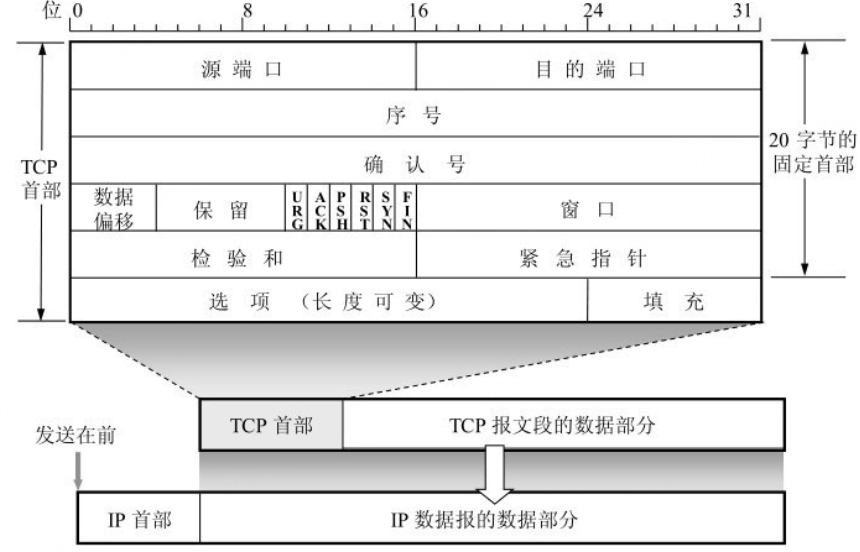 位 0 8 16 24 31
源端口 目的端口
序号
TCP
首部
确认号
20 字节的
固定首部
数据
偏移
保留
URG
ACK
PSH
RST
SYN
FIN
窗口
检验和 紧急指针
选项（长度可变） 填充
TCP 首部 TCP 报文段的数据部分
发送在前
IP 首部 IP 数据报的数据部分